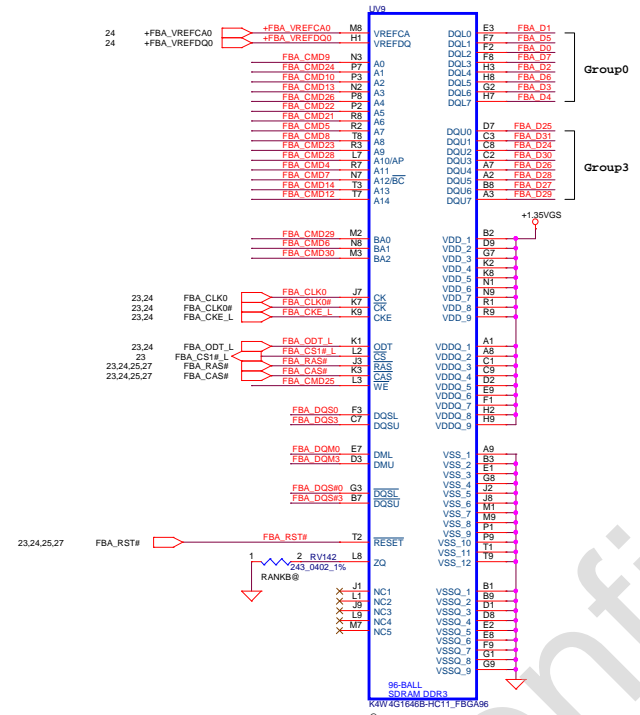 UV9
24 +FBA_VREFCA0 +FBA_VREFCA0 M8 VREFCA DQL0 E3 FBA_D1
24 +FBA_VREFDQ0 +FBA_VREFDQ0 H1 VREFDQ DQL1 F7 FBA_D5
DQL2 F2 FBA_D0
FBA_CMD9 N3 A0 DQL3 F8 FBA_D7
FBA_CMD24 P7 A1 DQL4 H3 FBA_D2 Group0
FBA_CMD10 P3 A2 DQL5 H8 FBA_D6
FBA_CMD13 N2 A3 DQL6 G2 FBA_D3
FBA_CMD26 P8 A4 DQL7 H7 FBA_D4
FBA_CMD22 P2 A5
FBA_CMD21 R8 A6
FBA_CMD5 R2 A7 DQU0 D7 FBA_D25
FBA_CMD8 T8 A8 DQU1 C3 FBA_D31
FBA_CMD23 R3 A9 DQU2 C8 FBA_D24
FBA_CMD28 L7 A10/AP DQU3 C2 FBA_D30
FBA_CMD4 R7 A11 DQU4 A7 FBA_D26 Group3
FBA_CMD7 N7 A12/BC DQU5 A2 FBA_D28
FBA_CMD14 T3 A13 DQU6 B8 FBA_D27
FBA_CMD12 T7 A14 DQU7 A3 FBA_D29
+1.35VGS
FBA_CMD29 M2 BA0 VDD_1 B2
FBA_CMD6 N8 BA1 VDD_2 D9
FBA_CMD30 M3 BA2 VDD_3 G7
VDD_4 K2
VDD_5 K8
VDD_6 N1
23,24 FBA_CLK0 FBA_CLK0 J7 CK VDD_7 N9
23,24 FBA_CLK0# FBA_CLK0# K7 CK VDD_8 R1
23,24 FBA_CKE_L FBA_CKE_L K9 CKE VDD_9 R9
23,24 FBA_ODT_L FBA_ODT_L K1 ODT VDDQ_1 A1
23 FBA_CS1#_L FBA_CS1#_L L2 CS VDDQ_2 A8
23,24,25,27 FBA_RAS# FBA_RAS# J3 RAS VDDQ_3 C1
23,24,25,27 FBA_CAS# FBA_CAS# K3 CAS VDDQ_4 C9
FBA_CMD25 L3 WE VDDQ_5 D2
VDDQ_6 E9
VDDQ_7 F1
FBA_DQS0 F3 DQSL VDDQ_8 H2
FBA_DQS3 C7 DQSU VDDQ_9 H9
FBA_DQM0 E7 DML VSS_1 A9
FBA_DQM3 D3 DMU VSS_2 B3
VSS_3 E1
VSS_4 G8
FBA_DQS#0 G3 DQSL VSS_5 J2
FBA_DQS#3 B7 DQSU VSS_6 J8
VSS_7 M1
VSS_8 M9
VSS_9 P1
23,24,25,27 FBA_RST# FBA_RST# T2 RESET VSS_10 P9
VSS_11 T1
1 2 RV142 L8 ZQ VSS_12 T9
243_0402_1%
RANKB@
J1 NC1 VSSQ_1 B1
L1 NC2 VSSQ_2 B9
J9 NC3 VSSQ_3 D1
L9 NC4 VSSQ_4 D8
M7 NC5 VSSQ_5 E2
VSSQ_6 E8
VSSQ_7 F9
VSSQ_8 G1
VSSQ_9 G9
96-BALL
SDRAM DDR3
K4W4G1646B-HC11_FBGA96